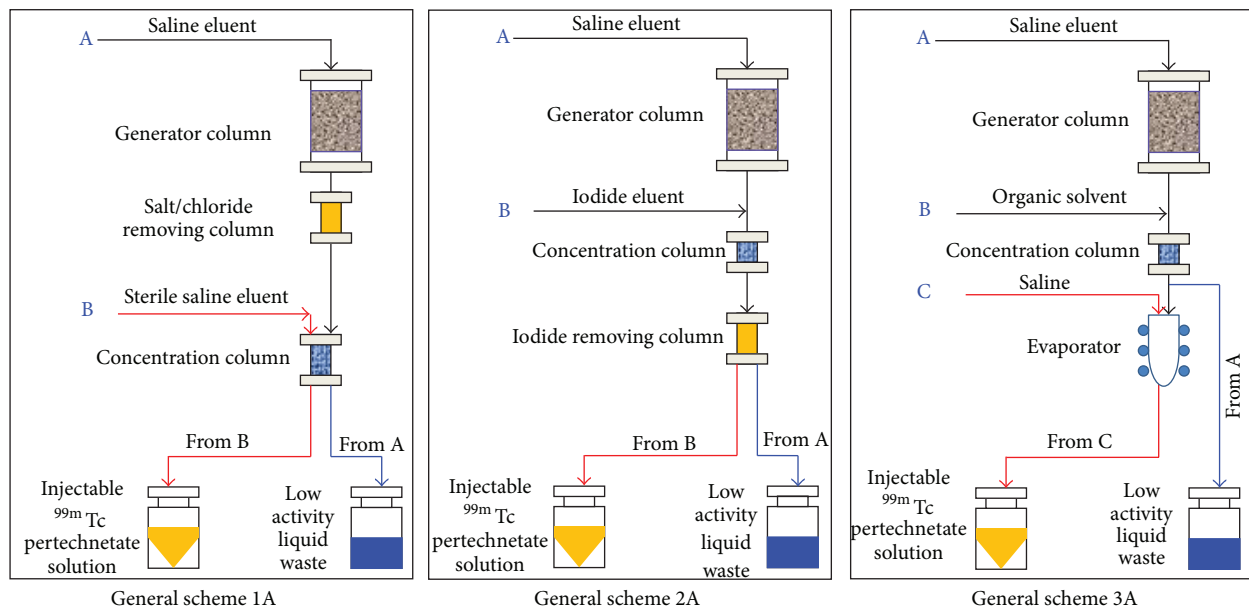 A
Saline eluent
Generator column
Salt/chloride
removing column
Sterile saline eluent
B
Concentration column
From B
From A
Injectable
99m Tc
pertechnetate
solution
Low
activity
liquid
waste
General scheme 1A
A
Saline eluent
Generator column
Iodide eluent
B
Concentration column
Iodide removing column
From B
From A
Injectable
99m Tc
pertechnetate
solution
Low
activity
liquid
waste
General scheme 2A
A
Saline eluent
Generator column
Organic solvent
B
Concentration column
Saline
C
Evaporator
From A
From C
Injectable
99m Tc
pertechnetate
solution
Low
activity
liquid
waste
General scheme 3A